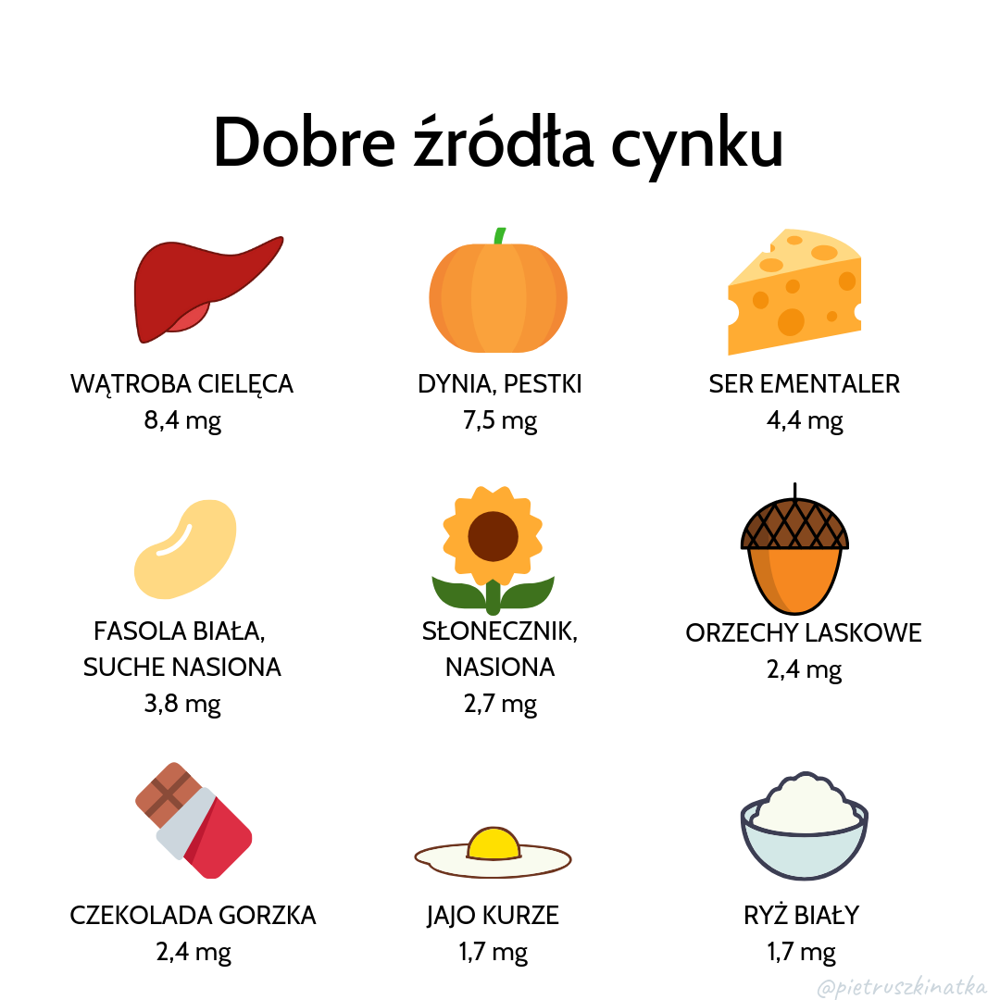 Dobre źródła cynku
WĄTROBA CIELĘCA
8,4 mg
DYNIA, PESTKI
7,5 mg
SER EMENTALER
4,4 mg
FASOLA BIAŁA,
SUCHE NASIONA
3,8 mg
SŁONECZNIK,
NASIONA
2,7 mg
ORZECHY LASKOWE
2,4 mg
CZEKOLADA GORZKA
2,4 mg
JAJO KURZE
1,7 mg
RYŻ BIAŁY
1,7 mg
@pietruszkinatka